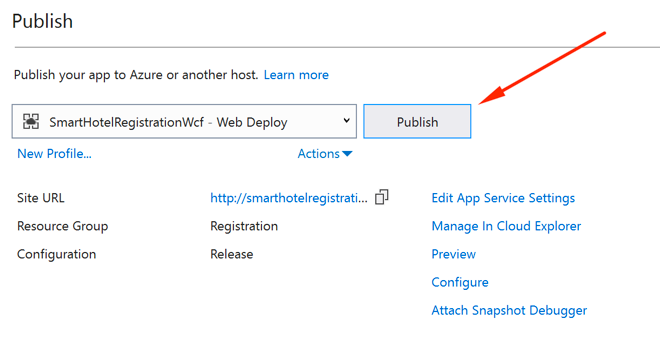 Publish
Publish your app to Azure or another host. Learn more
SmartHotelRegistrationWcf - Web Deploy Publish
New Profile... Actions
Site URL http://smarthotelregistrati... Edit App Service Settings
Resource Group Registration Manage In Cloud Explorer
Configuration Release Preview
Configure
Attach Snapshot Debugger